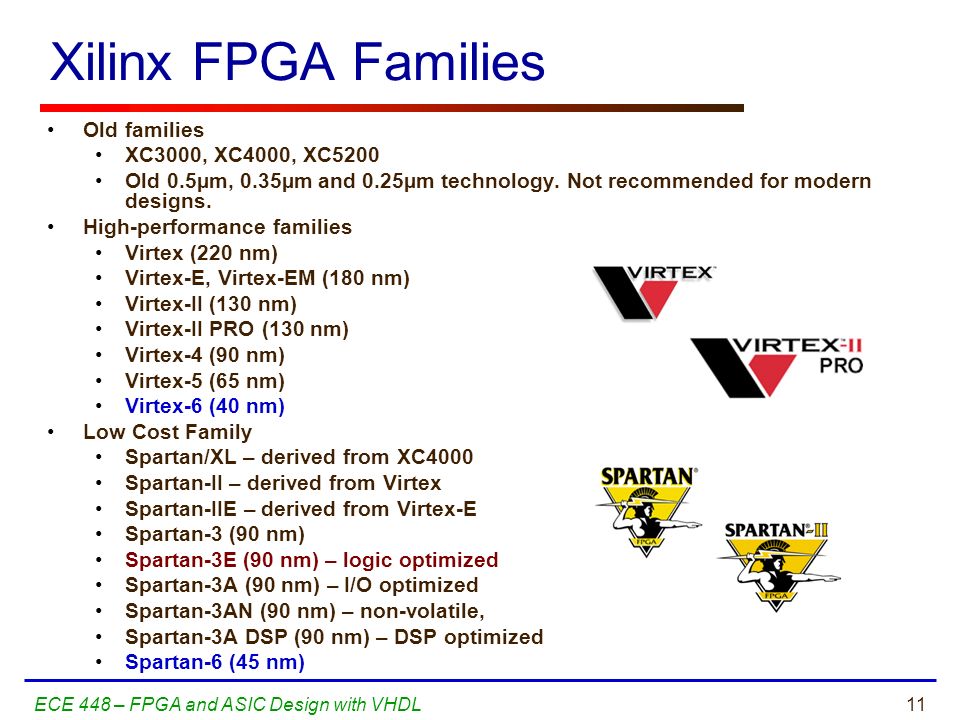 Xilinx FPGA Families
• Old families
• XC3000, XC4000, XC5200
• Old 0.5µm, 0.35µm and 0.25µm technology. Not recommended for modern
designs.
• High-performance families
• Virtex (220 nm)
• Virtex-E, Virtex-EM (180 nm)
• Virtex-II (130 nm)
• Virtex-II PRO (130 nm)
• Virtex-4 (90 nm)
• Virtex-5 (65 nm)
• Virtex-6 (40 nm)
• Low Cost Family
• Spartan/XL – derived from XC4000
• Spartan-II – derived from Virtex
• Spartan-IIE – derived from Virtex-E
• Spartan-3 (90 nm)
• Spartan-3E (90 nm) – logic optimized
• Spartan-3A (90 nm) – I/O optimized
• Spartan-3AN (90 nm) – non-volatile,
• Spartan-3A DSP (90 nm) – DSP optimized
• Spartan-6 (45 nm)
VIRTEX™
VIRTEX-II
PRO
SPARTAN®
FPGA
SPARTAN®-II
FPGA
ECE 448 – FPGA and ASIC Design with VHDL
11